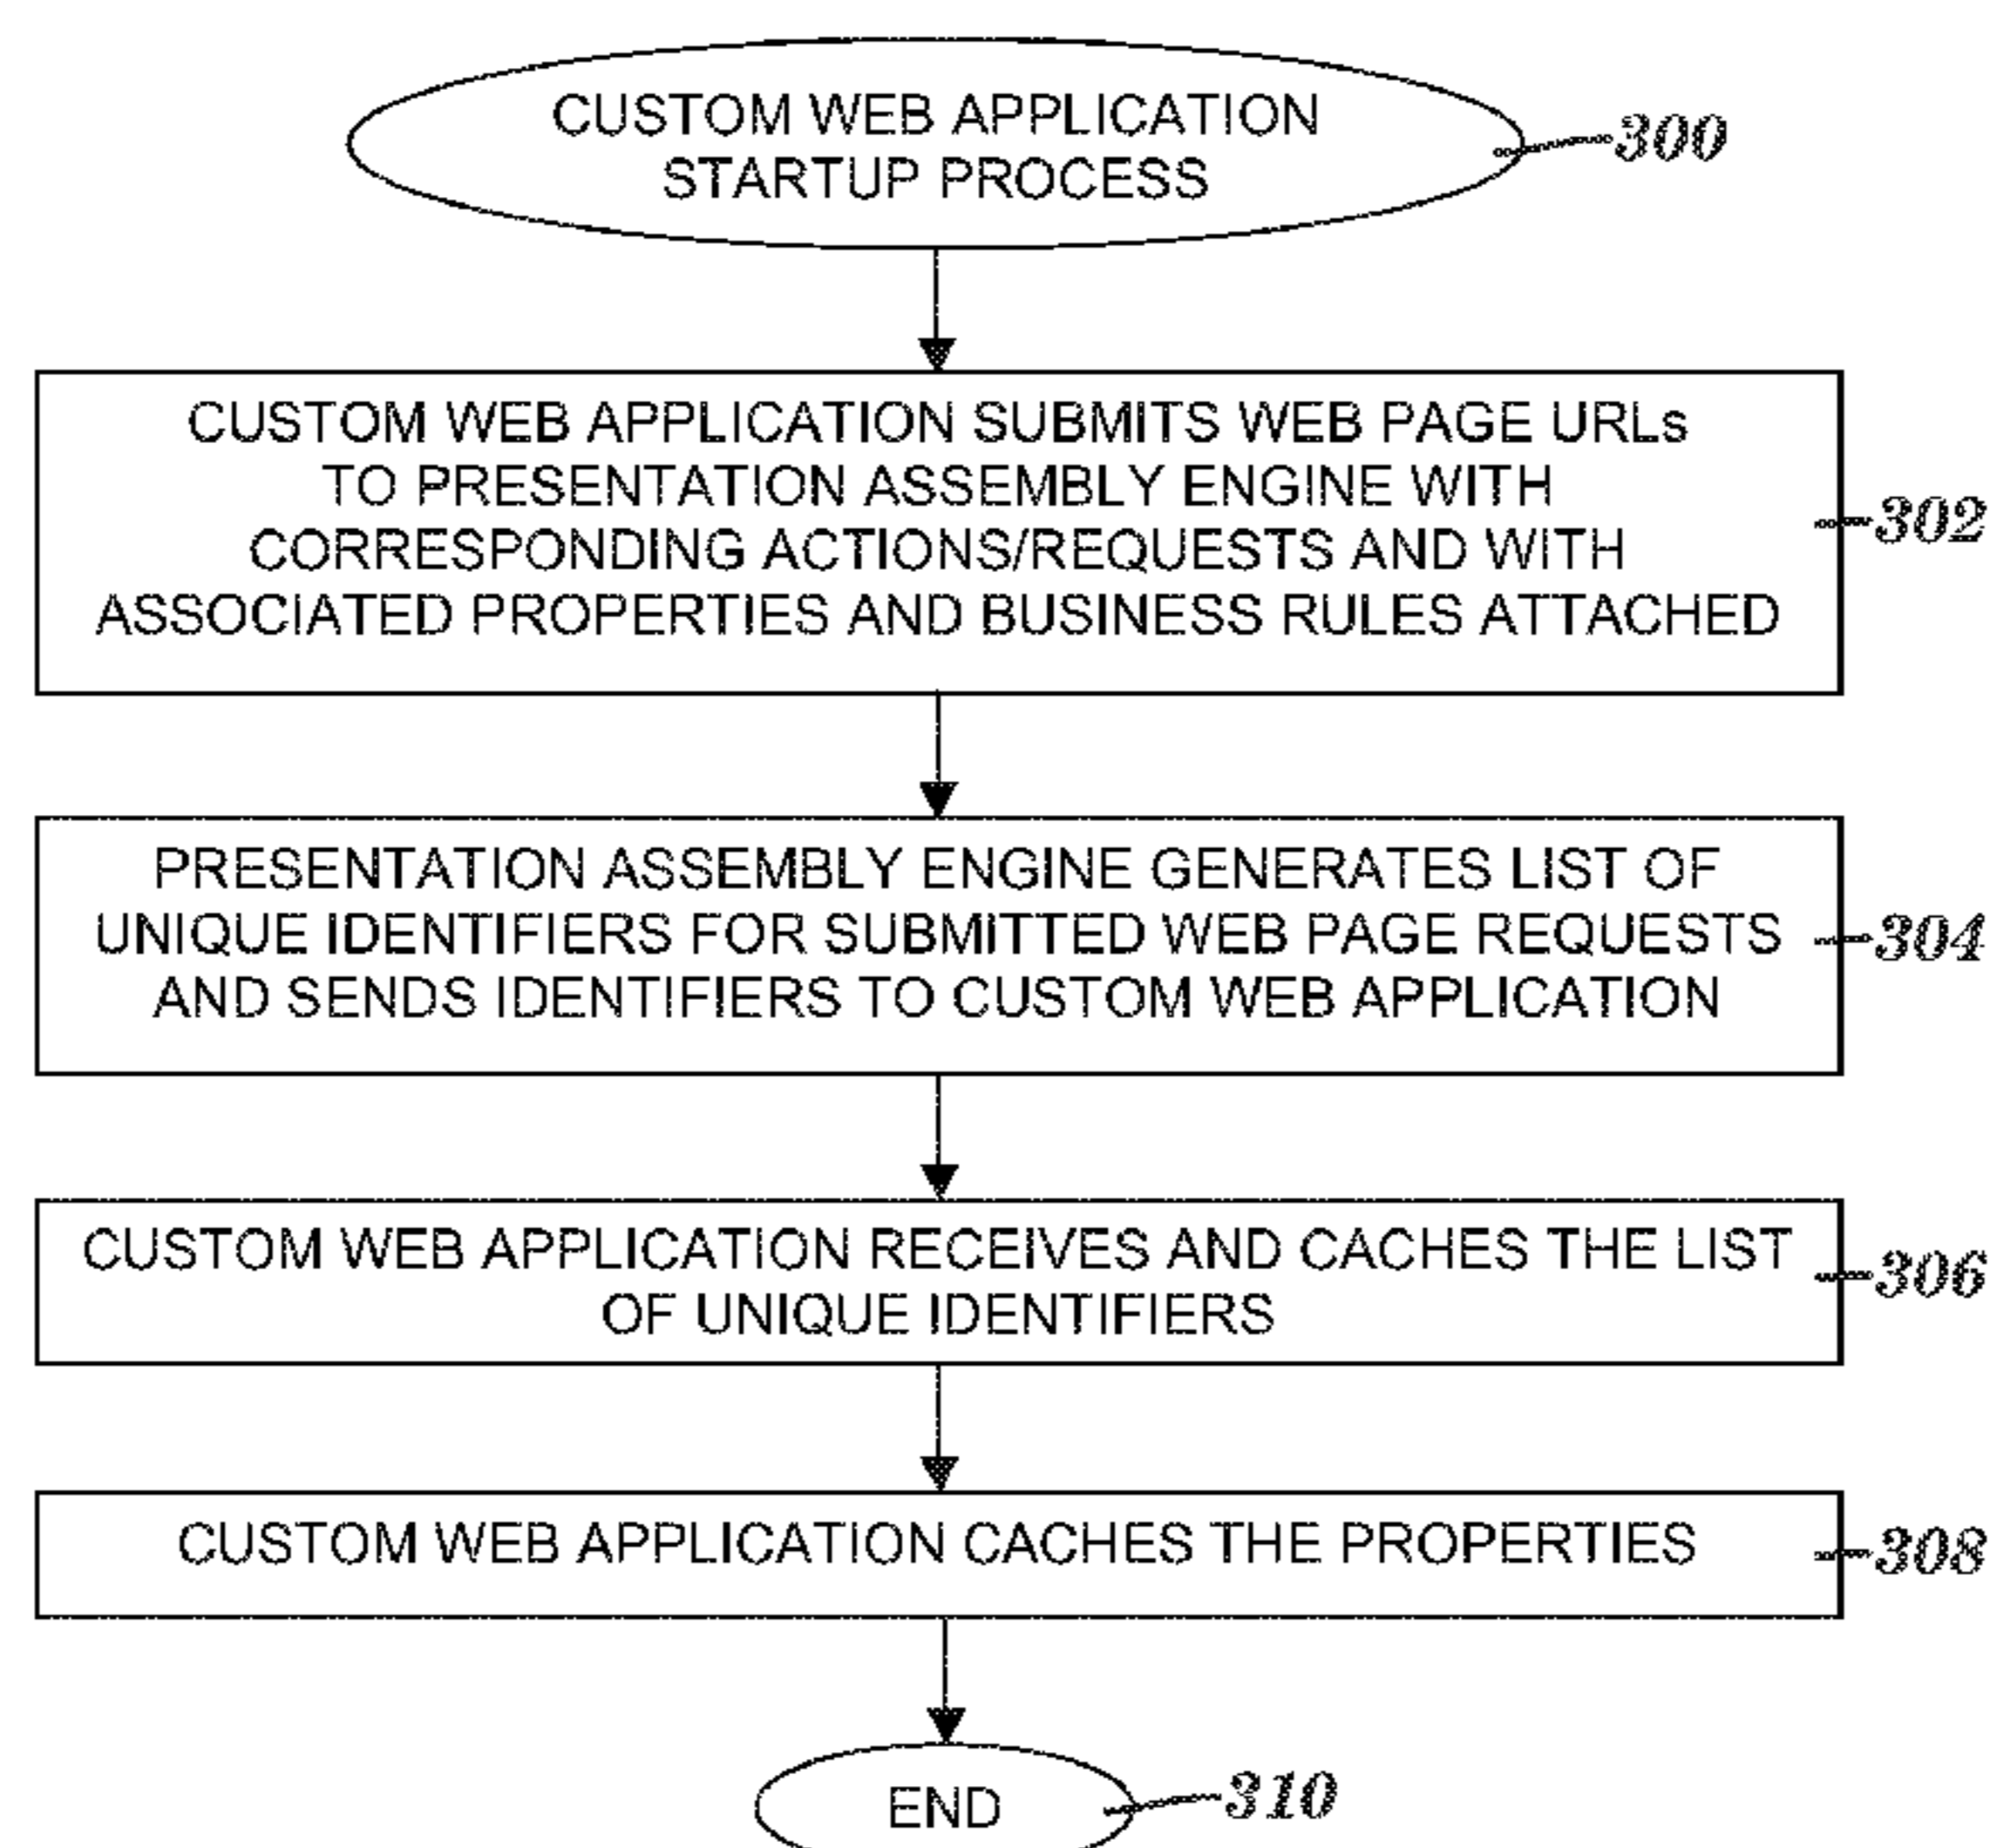 CUSTOM WEB APPLICATION
STARTUP PROCESS
300
CUSTOM WEB APPLICATION SUBMITS WEB PAGE URLs
TO PRESENTATION ASSEMBLY ENGINE WITH
CORRESPONDING ACTIONS/REQUESTS AND WITH
ASSOCIATED PROPERTIES AND BUSINESS RULES ATTACHED
302
PRESENTATION ASSEMBLY ENGINE GENERATES LIST OF
UNIQUE IDENTIFIERS FOR SUBMITTED WEB PAGE REQUESTS
AND SENDS IDENTIFIERS TO CUSTOM WEB APPLICATION
304
CUSTOM WEB APPLICATION RECEIVES AND CACHES THE LIST
OF UNIQUE IDENTIFIERS
306
CUSTOM WEB APPLICATION CACHES THE PROPERTIES
308
END
310